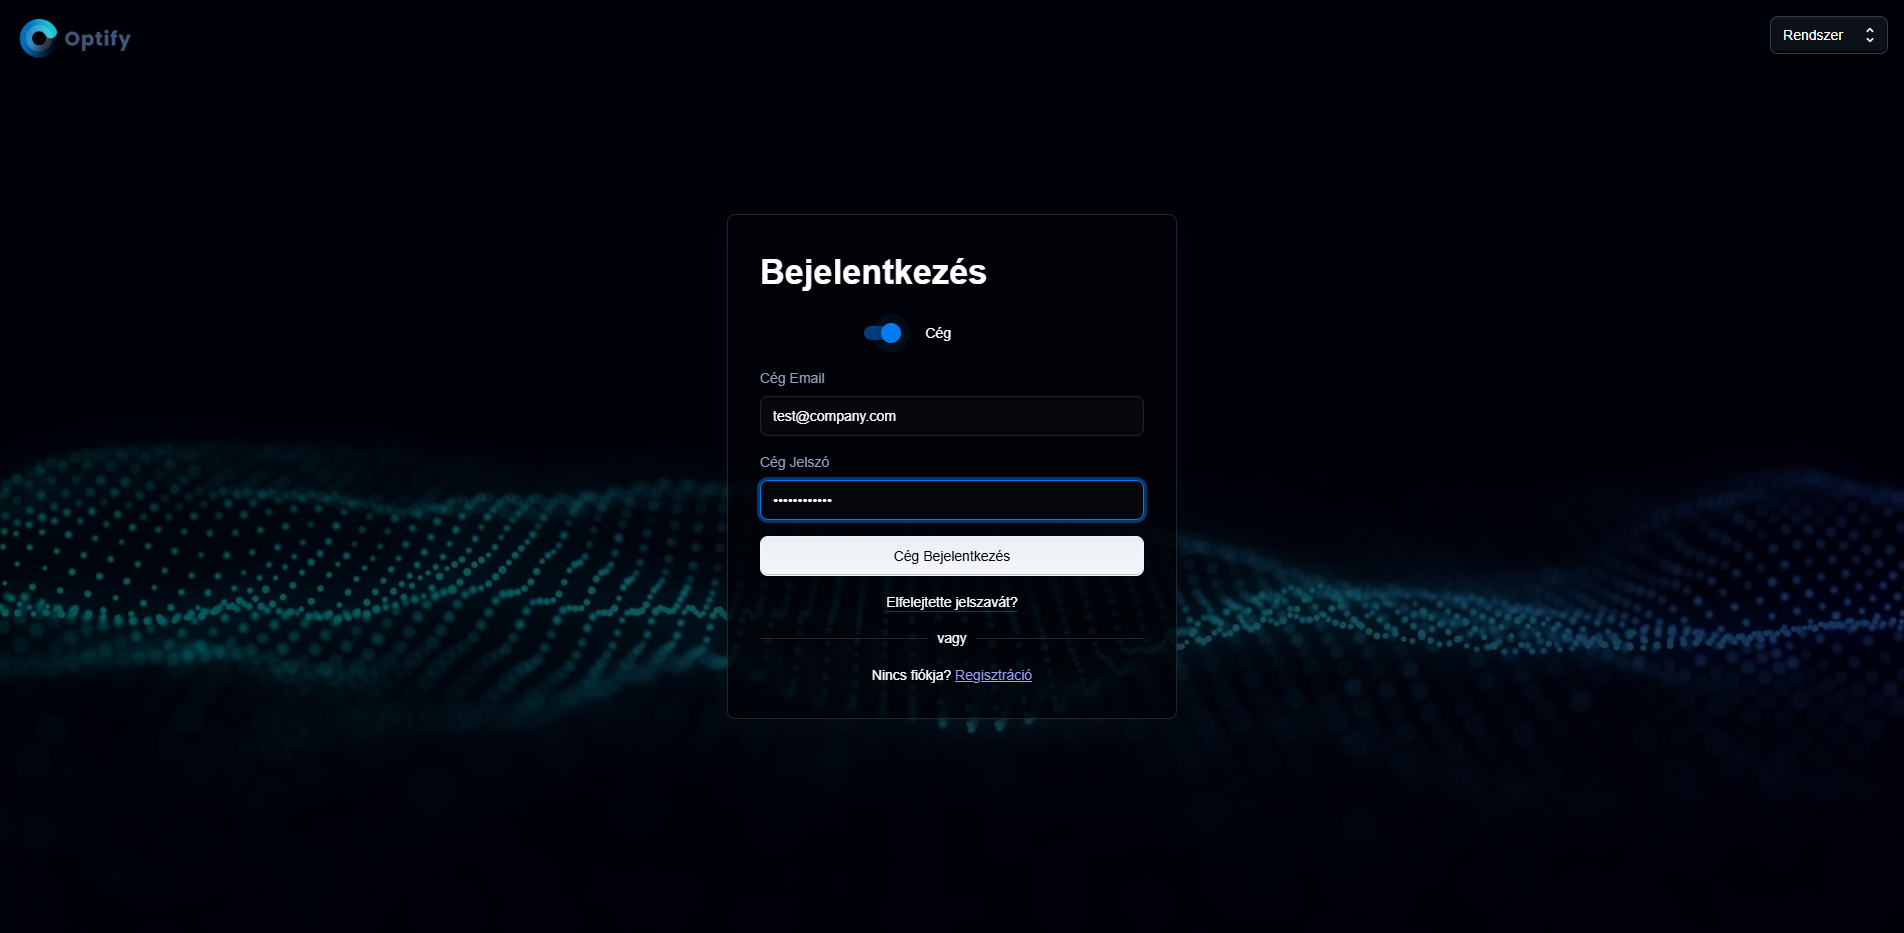 Optify
Rendszer
Bejelentkezés
Cég
Cég Email
test@company.com
Cég Jelszó
••••••••••••
Cég Bejelentkezés
Elfelejtette jelszavát?
vagy
Nincs fiókja? Regisztráció